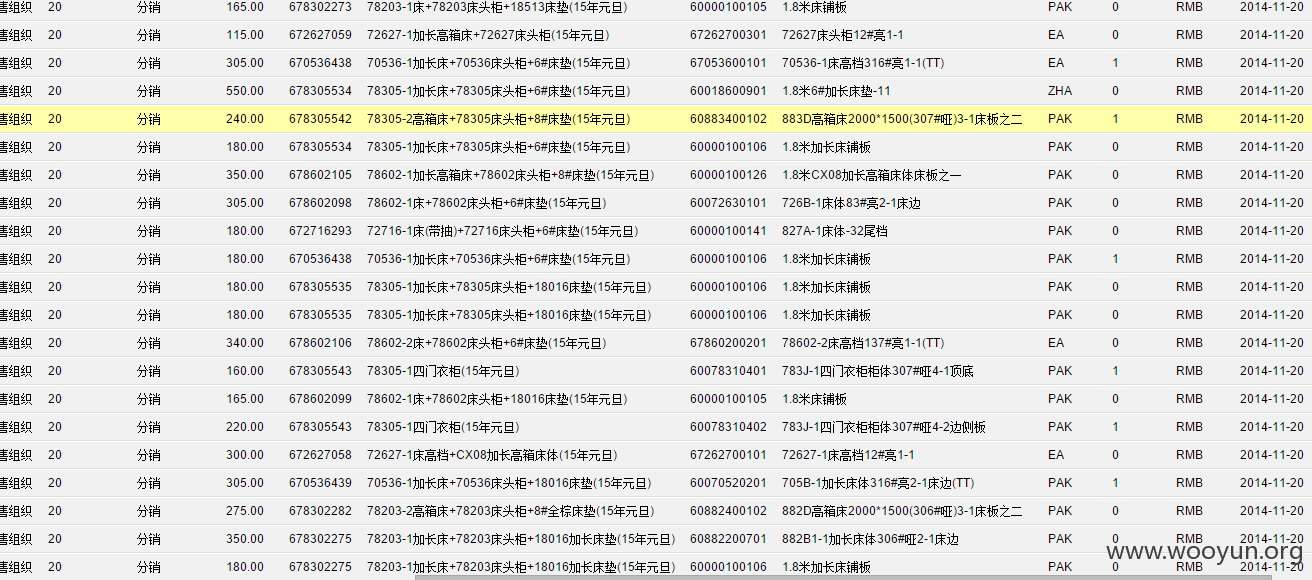 售组织 20 分销 165.00 678302273 78203-1床+78203床头柜+18513床垫(15年元旦) 60000100105 1.8米床铺板 PAK 0 RMB 2014-11-20
售组织 20 分销 115.00 672627059 72627-1加长高箱床+72627床头柜(15年元旦) 67262700301 72627床头柜12#亮1-1 EA 0 RMB 2014-11-20
售组织 20 分销 305.00 670536438 70536-1加长床+70536床头柜+6#床垫(15年元旦) 67053600101 70536-1床高档316#亮1-1(TT) EA 1 RMB 2014-11-20
售组织 20 分销 550.00 678305534 78305-1加长床+78305床头柜+6#床垫(15年元旦) 60018600901 1.8米6#加长床垫-11 ZHA 0 RMB 2014-11-20
售组织 20 分销 240.00 678305542 78305-2高箱床+78305床头柜+8#床垫(15年元旦) 60883400102 883D高箱床2000*1500(307#哑)3-1床板之二 PAK 1 RMB 2014-11-20
售组织 20 分销 180.00 678305534 78305-1加长床+78305床头柜+6#床垫(15年元旦) 60000100106 1.8米加长床铺板 PAK 0 RMB 2014-11-20
售组织 20 分销 350.00 678602105 78602-1加长高箱床+78602床头柜+8#床垫(15年元旦) 60000100126 1.8米CX08加长高箱床体床板之一 PAK 0 RMB 2014-11-20
售组织 20 分销 305.00 678602098 78602-1床+78602床头柜+6#床垫(15年元旦) 60072630101 726B-1床体83#亮2-1床边 PAK 0 RMB 2014-11-20
售组织 20 分销 180.00 672716293 72716-1床(带抽)+72716床头柜+6#床垫(15年元旦) 60000100141 827A-1床体-32尾档 PAK 0 RMB 2014-11-20
售组织 20 分销 180.00 670536438 70536-1加长床+70536床头柜+6#床垫(15年元旦) 60000100106 1.8米加长床铺板 PAK 1 RMB 2014-11-20
售组织 20 分销 180.00 678305535 78305-1加长床+78305床头柜+18016床垫(15年元旦) 60000100106 1.8米加长床铺板 PAK 0 RMB 2014-11-20
售组织 20 分销 180.00 678305535 78305-1加长床+78305床头柜+18016床垫(15年元旦) 60000100106 1.8米加长床铺板 PAK 0 RMB 2014-11-20
售组织 20 分销 340.00 678602106 78602-2床+78602床头柜+6#床垫(15年元旦) 67860200201 78602-2床高档137#亮1-1(TT) EA 0 RMB 2014-11-20
售组织 20 分销 160.00 678305543 78305-1四门衣柜(15年元旦) 60078310401 783J-1四门衣柜柜体307#哑4-1顶底 PAK 1 RMB 2014-11-20
售组织 20 分销 165.00 678602099 78602-1床+78602床头柜+18016床垫(15年元旦) 60000100105 1.8米床铺板 PAK 0 RMB 2014-11-20
售组织 20 分销 220.00 678305543 78305-1四门衣柜(15年元旦) 60078310402 783J-1四门衣柜柜体307#哑4-2边侧板 PAK 1 RMB 2014-11-20
售组织 20 分销 300.00 672627058 72627-1床高档+CX08加长高箱床体(15年元旦) 67262700101 72627-1床高档12#亮1-1 EA 0 RMB 2014-11-20
售组织 20 分销 305.00 670536439 70536-1加长床+70536床头柜+18016床垫(15年元旦) 60070520201 705B-1加长床体316#亮2-1床边(TT) PAK 1 RMB 2014-11-20
售组织 20 分销 275.00 678302282 78203-2高箱床+78203床头柜+8#全棕床垫(15年元旦) 60882400102 882D高箱床2000*1500(306#哑)3-1床板之二 PAK 0 RMB 2014-11-20
售组织 20 分销 350.00 678302275 78203-1加长床+78203床头柜+18016加长床垫(15年元旦) 60882200701 882B1-1加长床体306#哑2-1床边 PAK 0 RMB 2014-11-20
售组织 20 分销 180.00 678302275 78203-1加长床+78203床头柜+18016加长床垫(15年元旦) 60000100106 1.8米加长床铺板 PAK 0 RMB 2014-11-20
www.wooyun.org